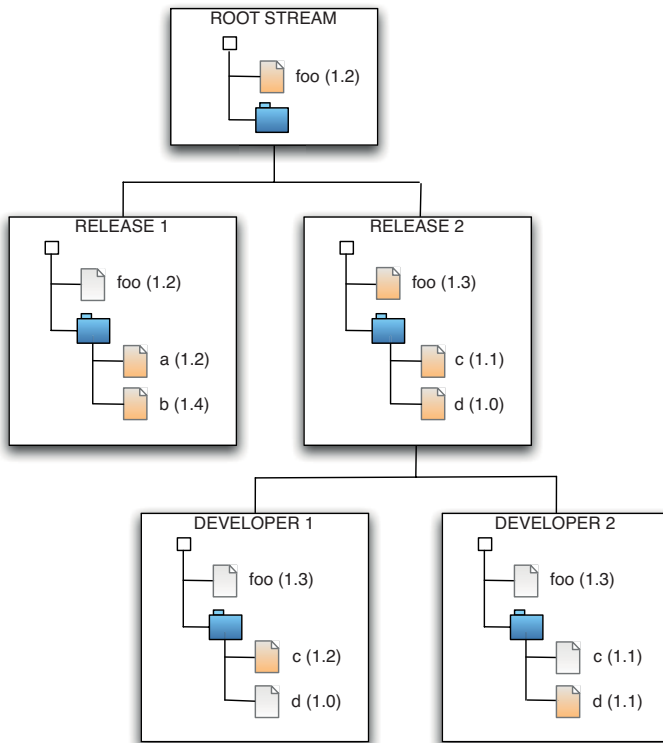 ROOT STREAM
foo (1.2)
RELEASE 1
foo (1.2)
a (1.2)
b (1.4)
RELEASE 2
foo (1.3)
c (1.1)
d (1.0)
DEVELOPER 1
foo (1.3)
c (1.2)
d (1.0)
DEVELOPER 2
foo (1.3)
c (1.1)
d (1.1)